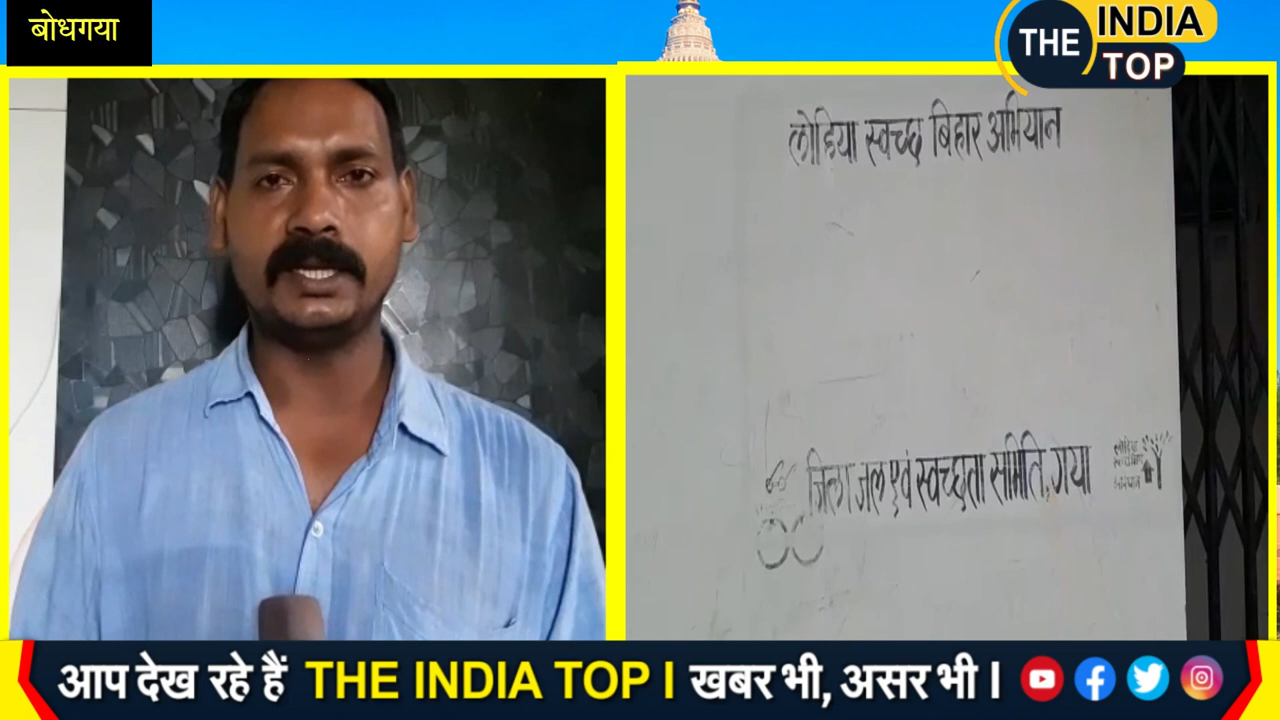 बोधगया
THE INDIA TOP
लोहिया स्वच्छ बिहार अभियान
जिला जल एवं स्वच्छता समिति, गया
लोहिया
आप देख रहे हैं THE INDIA TOP I खबर भी, असर भी I